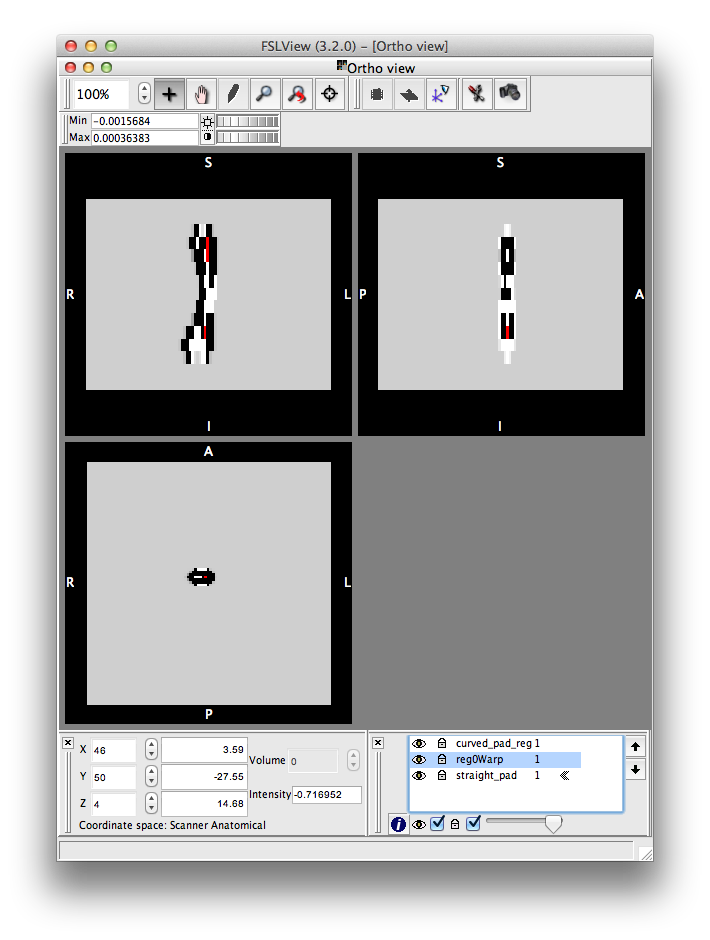 FSLView (3.2.0) – [Ortho view]
Ortho view
100%
Min -0.0015684
Max 0.00036383
S S
R L P A
I I
A
R L
P
X 46 3.59
Y 50 -27.55
Z 4 14.68
Volume 0
Intensity -0.716952
Coordinate space: Scanner Anatomical
curved_pad_reg 1
reg0Warp 1
straight_pad 1